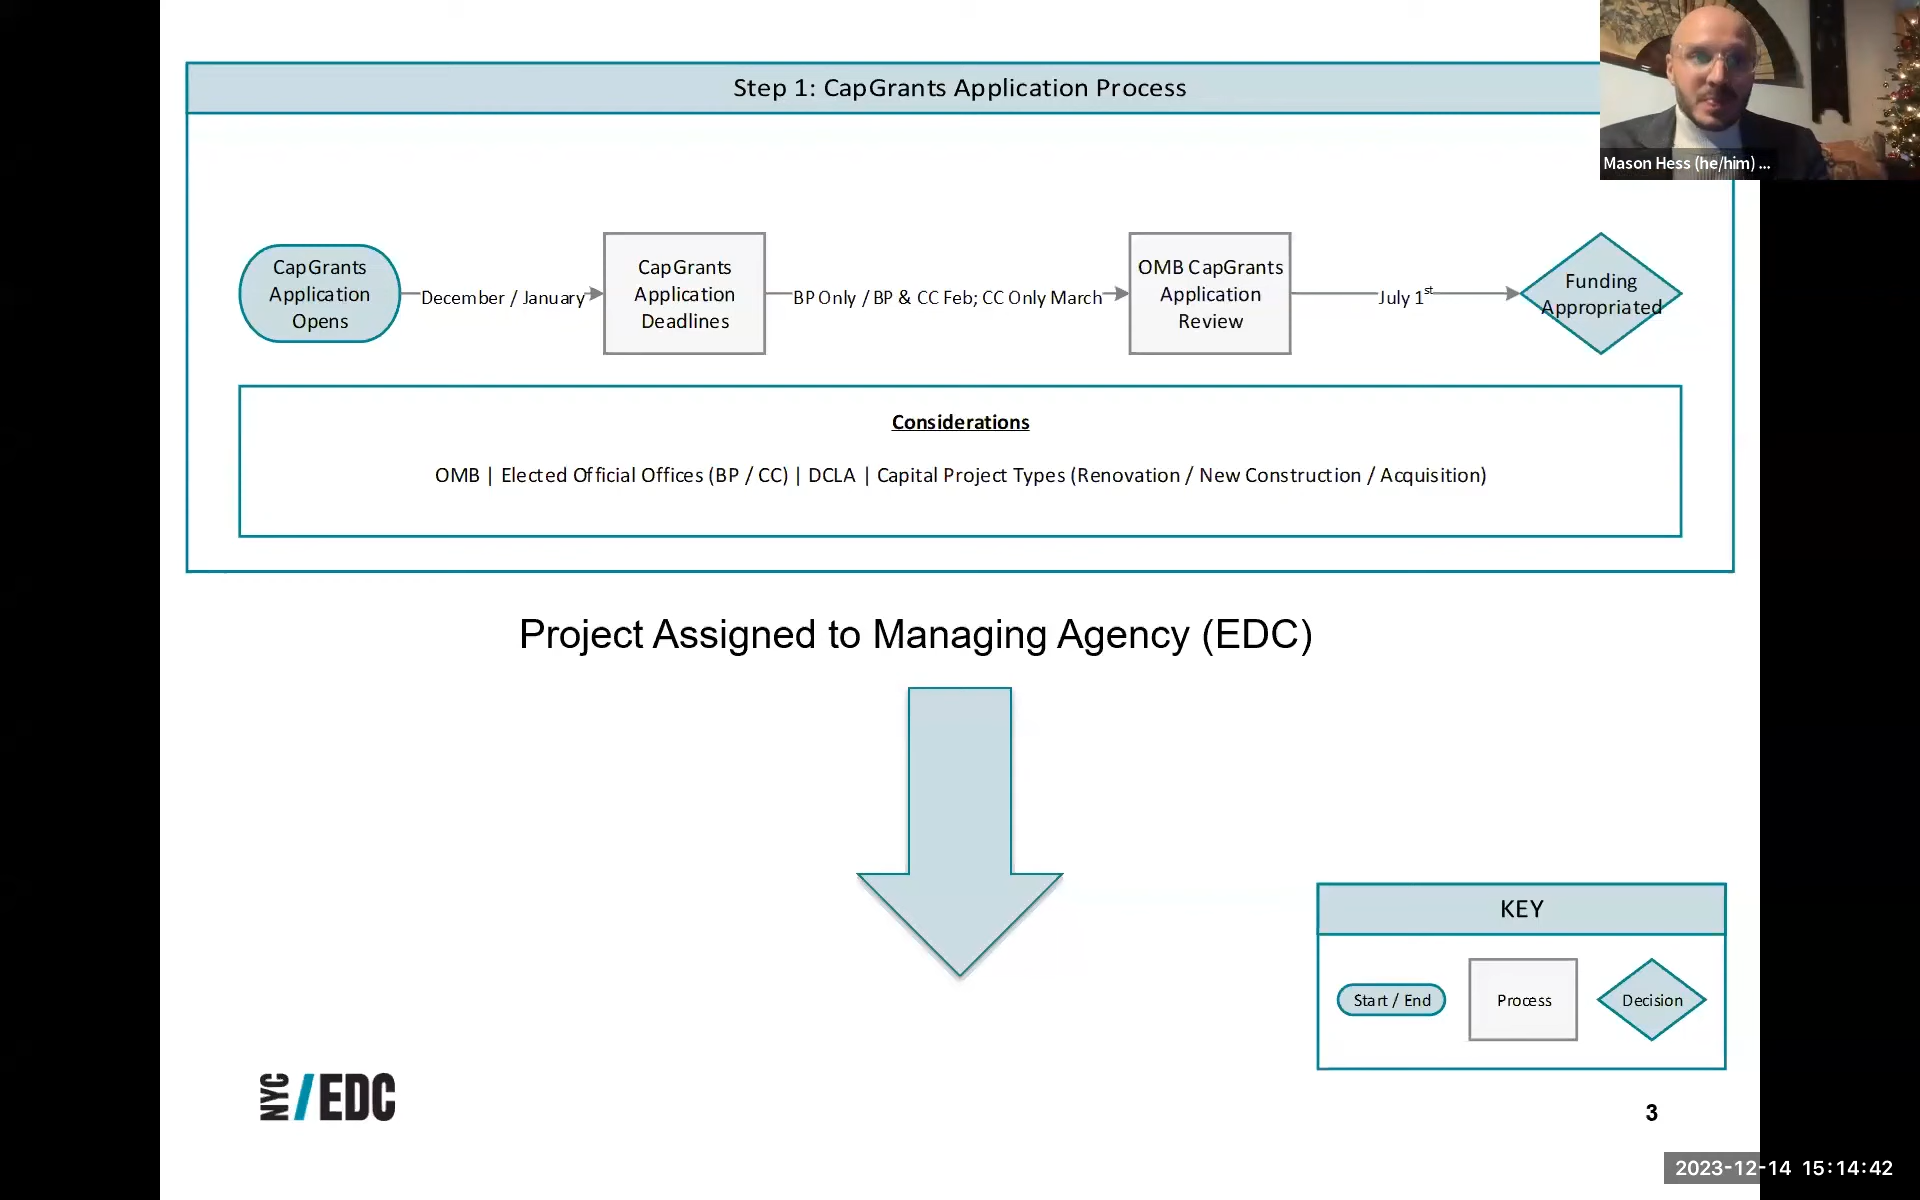 Step 1: CapGrants Application Process
Mason Hess (he/him) ...
CapGrants
Application
Opens
December / January
CapGrants
Application
Deadlines
BP Only / BP & CC Feb; CC Only March
OMB CapGrants
Application
Review
July 1st
Funding
Appropriated
Considerations
OMB | Elected Official Offices (BP / CC) | DCLA | Capital Project Types (Renovation / New Construction / Acquisition)
Project Assigned to Managing Agency (EDC)
KEY
Start / End
Process
Decision
NYC / EDC
3
2023-12-14 15:14:42